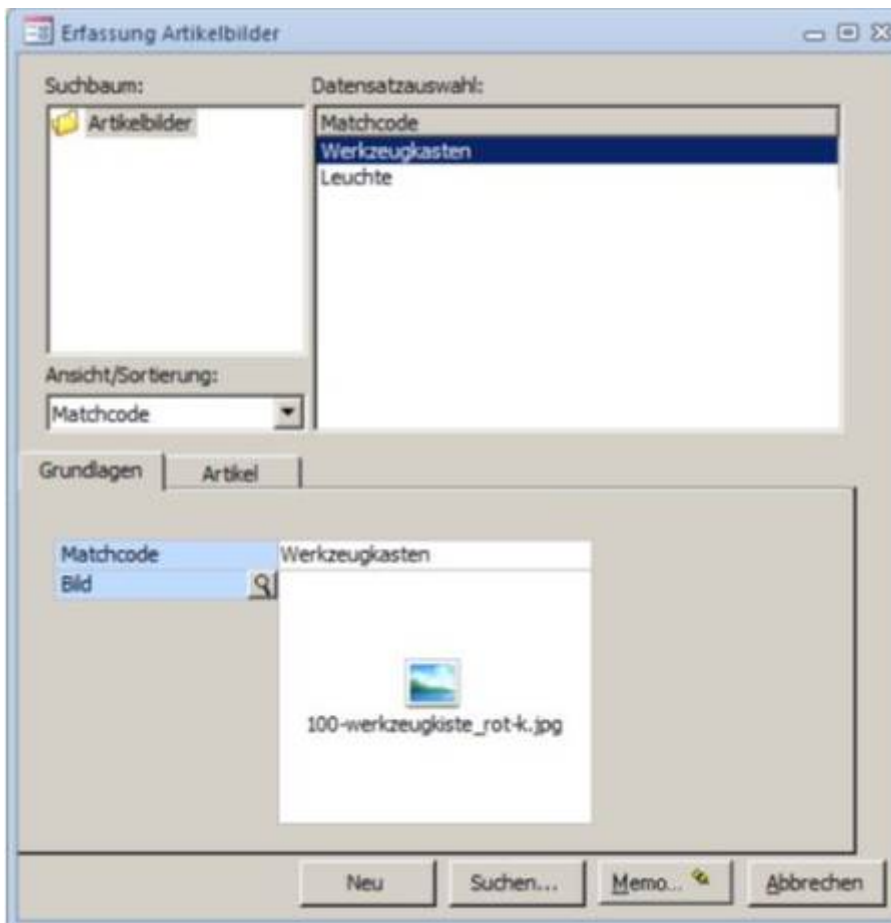 Erfassung Artikelbilder
Suchbaum:
Artikelbilder
Datensatzauswahl:
Matchcode
Werkzeugkasten
Leuchte
Ansicht/Sortierung:
Matchcode
Grundlagen Artikel
Matchcode Werkzeugkasten
Bild
100-werkzeugkiste_rot-k.jpg
Neu Suchen... Memo... Abbrechen